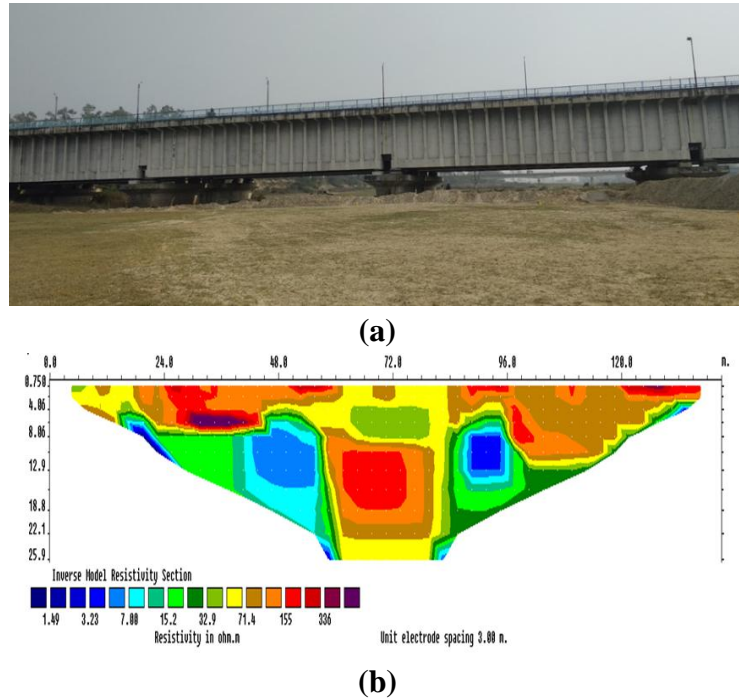 (a)
0.0 24.0 48.0 72.0 96.0 120.0 m.
0.750
4.06
8.06
12.9
18.8
22.1
25.9
Inverse Model Resistivity Section
1.49 3.23 7.00 15.2 32.9 71.4 155 336
Resistivity in ohm.m Unit electrode spacing 3.00 m.
(b)